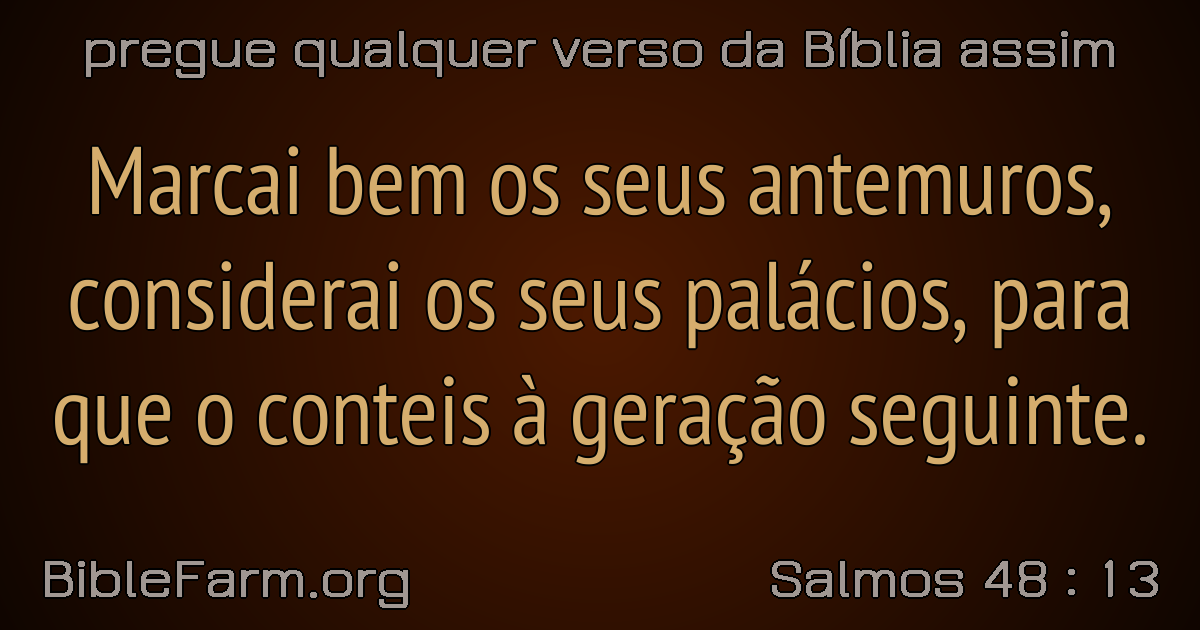 pregue qualquer verso da Bíblia assim
Marcai bem os seus antemuros,
considerai os seus palácios, para
que o conteis à geração seguinte.
BibleFarm.org
Salmos 48 : 13